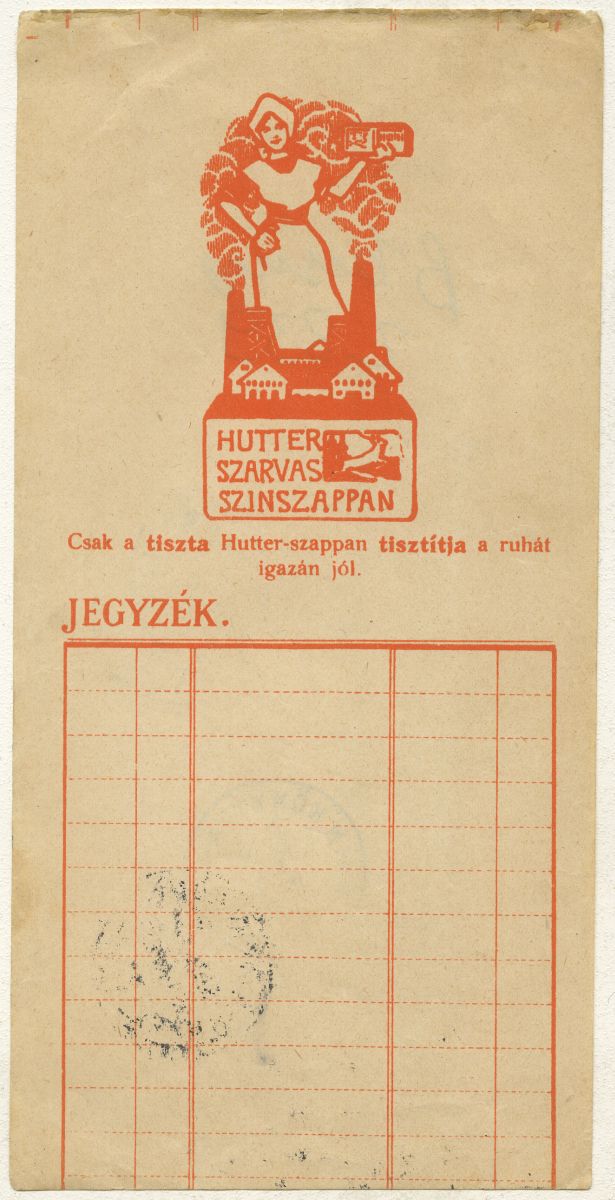 HUTTER
SZARVAS
SZINSZAPPAN
Csak a tiszta Hutter-szappan tisztítja a ruhát
igazán jól.
JEGYZÉK.